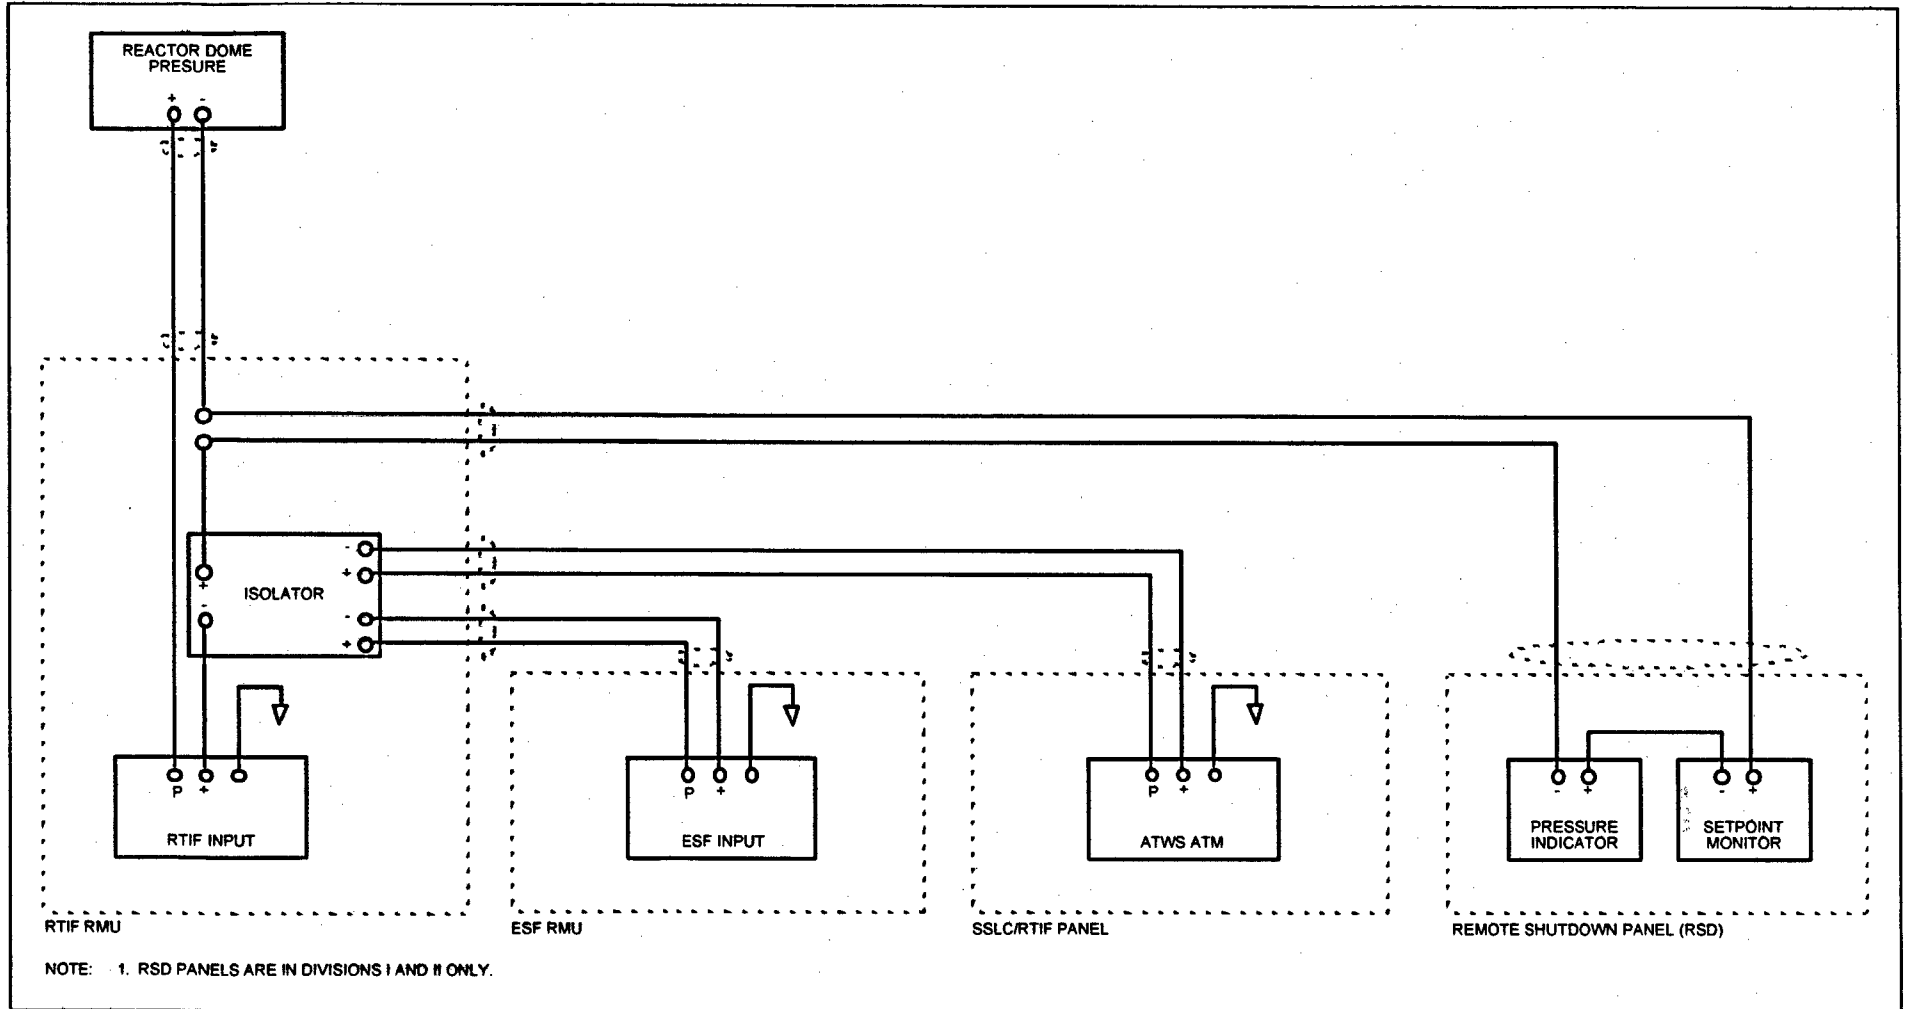 REACTOR DOME
PRESURE
+ -
- +
+ -
ISOLATOR
- +
P +
RTIF INPUT
P +
ESF INPUT
P +
ATWS ATM
- +
PRESSURE
INDICATOR
- +
SETPOINT
MONITOR
RTIF RMU
ESF RMU
SSLC/RTIF PANEL
REMOTE SHUTDOWN PANEL (RSD)
NOTE: 1. RSD PANELS ARE IN DIVISIONS I AND II ONLY.